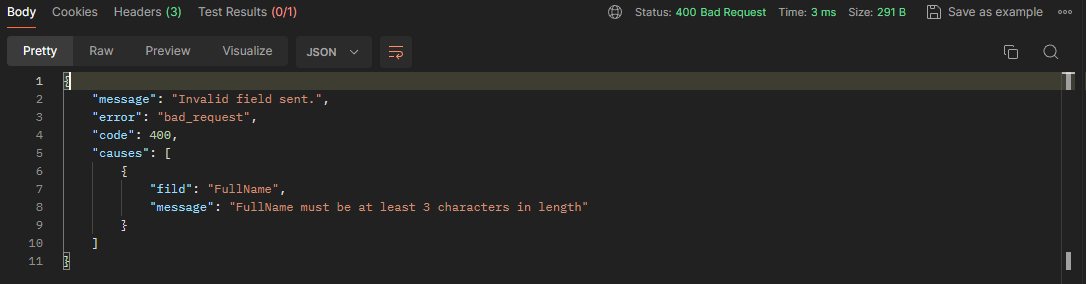 Body Cookies Headers (3) Test Results (0/1) Status: 400 Bad Request Time: 3 ms Size: 291 B Save as example
Pretty Raw Preview Visualize JSON
1 {
2 "message": "Invalid field sent.",
3 "error": "bad_request",
4 "code": 400,
5 "causes": [
6 {
7 "fild": "FullName",
8 "message": "FullName must be at least 3 characters in length"
9 }
10 ]
11 }